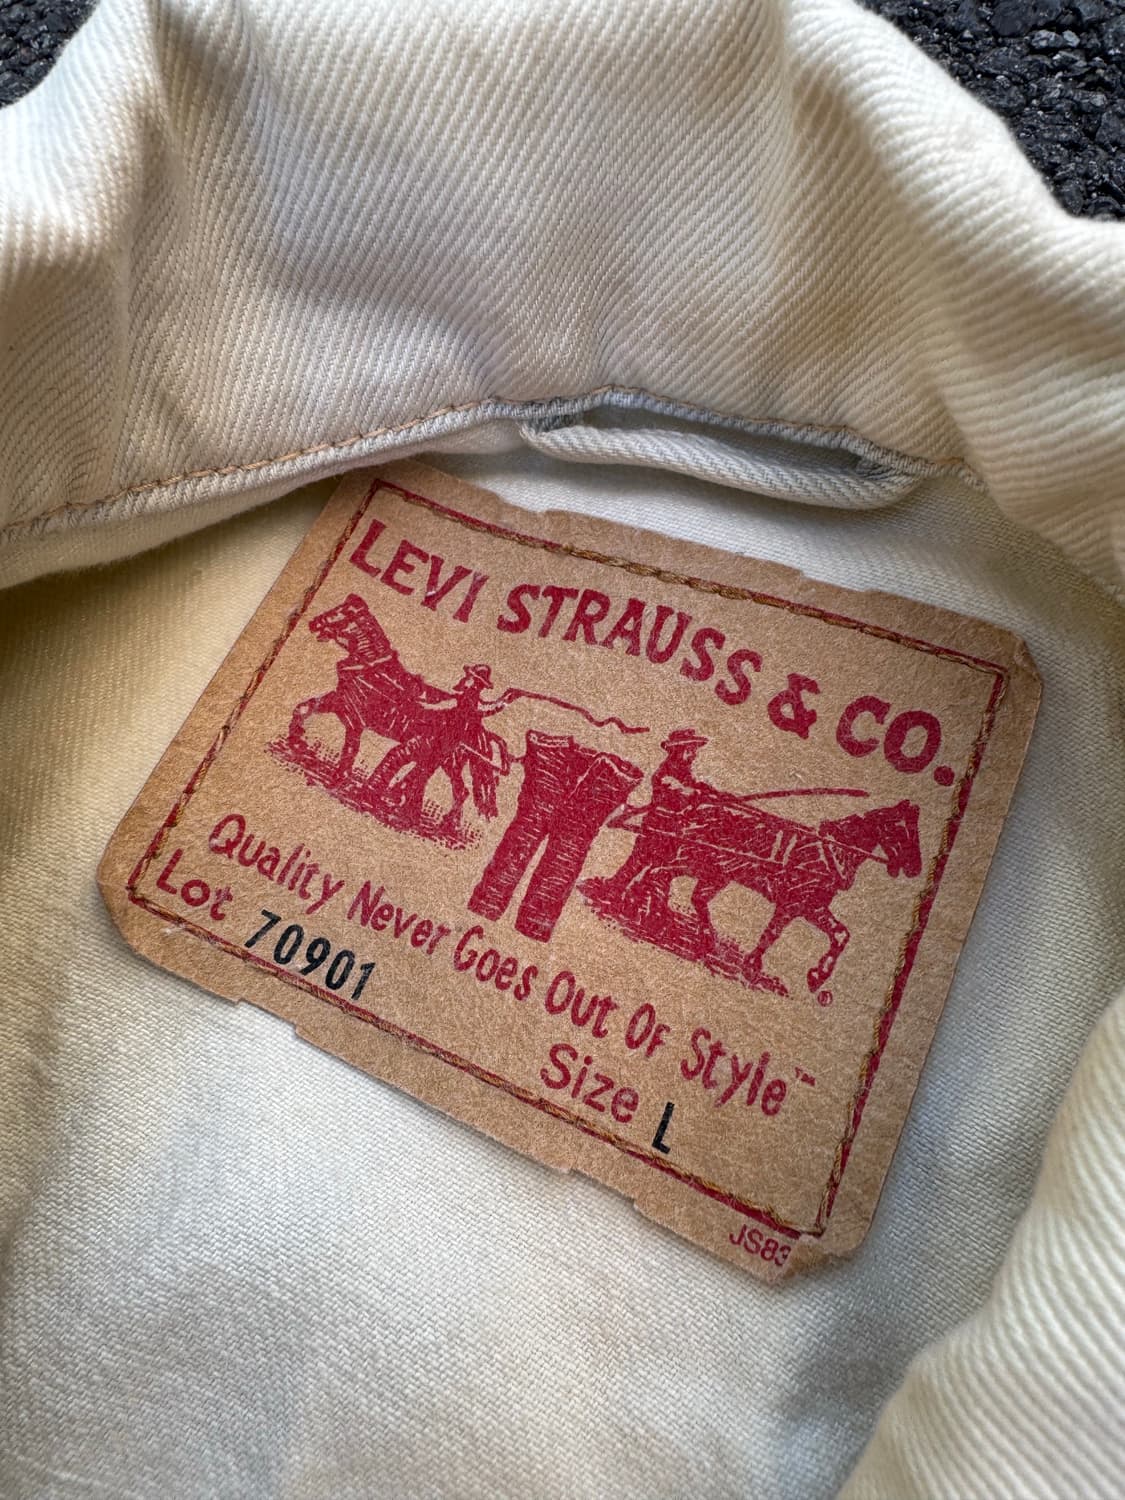 LEVI STRAUSS & CO.
®
Quality Never Goes Out Of Style™
Lot 70901
Size L
JS83